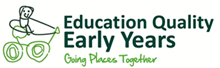 Education Quality
Early Years
Going Places Together